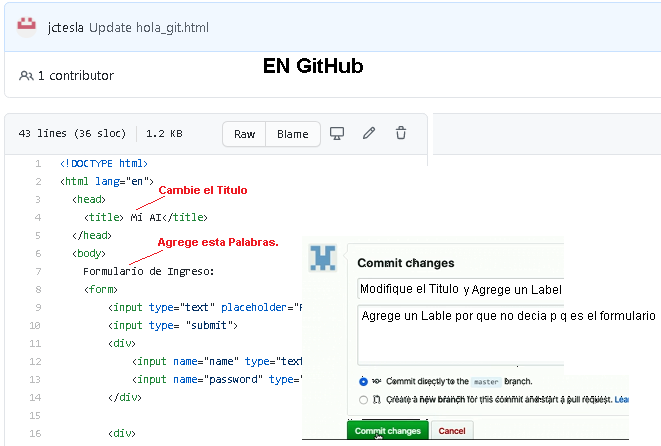 jctesla Update hola_git.html
EN GitHub
1 contributor
43 lines (36 sloc) 1.2 KB Raw Blame
1 <!DOCTYPE html>
2 <html lang="en">
Cambie el Titulo
3 <head>
4 <title> Mi AI</title>
5 </head>
Agrege esta Palabras.
6 <body>
7 Formulario de Ingreso:
8 <form>
9 <input type="text" placeholder=
10 <input type= "submit">
11 <div>
12 <input name="name" type="text
13 <input name="password" type="
14 </div>
15
16 <div>
Commit changes
Modifique el Titulo y Agrege un Label
Agrege un Lable por que no decia p q es el formulario
Commit directly to the master branch.
Create a new branch for this commit and start a pull request. Lea
Commit changes Cancel